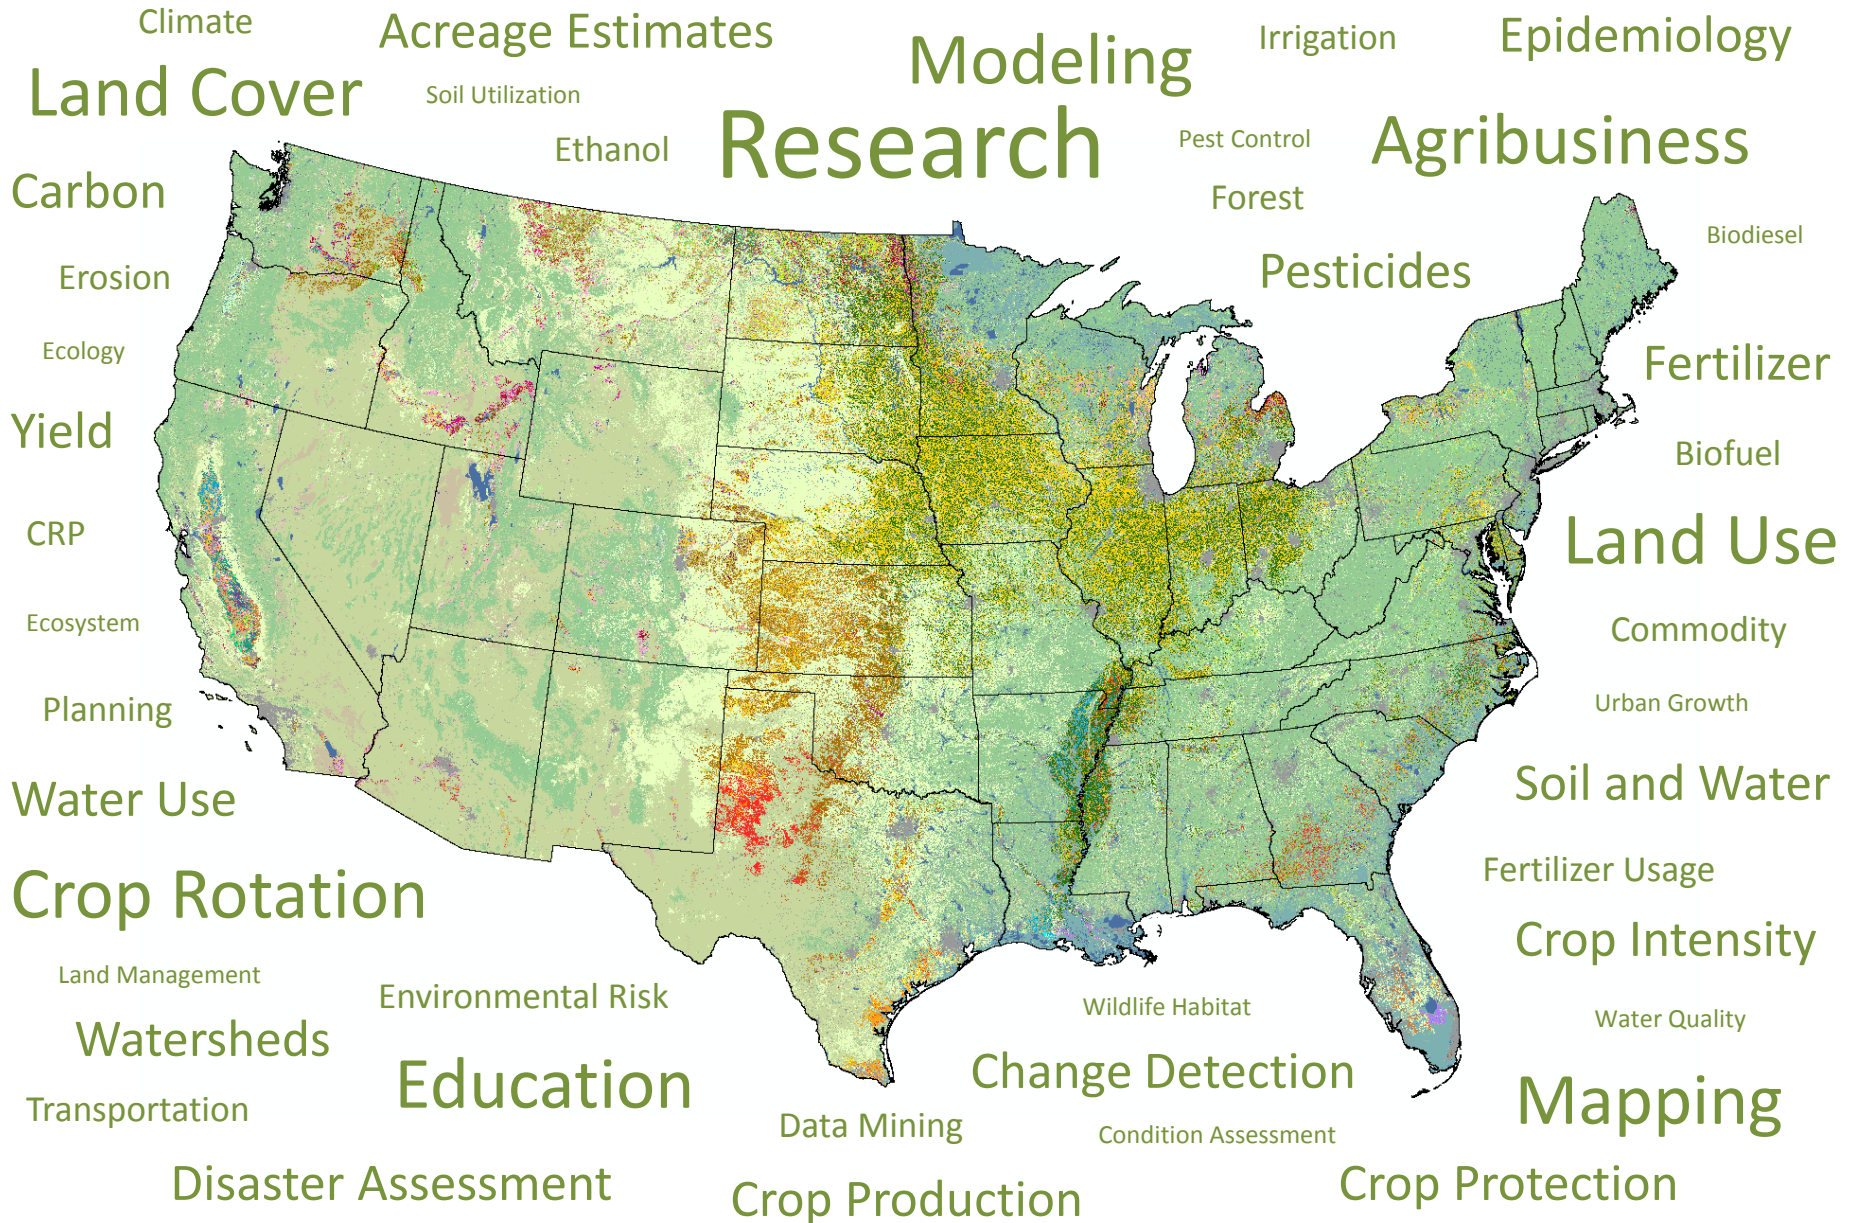 Climate
Acreage Estimates
Modeling
Irrigation
Epidemiology
Land Cover
Soil Utilization
Research
Ethanol
Pest Control
Agribusiness
Carbon
Forest
Biodiesel
Erosion
Pesticides
Ecology
Fertilizer
Yield
Biofuel
CRP
Land Use
Ecosystem
Commodity
Planning
Urban Growth
Water Use
Soil and Water
Crop Rotation
Fertilizer Usage
Crop Intensity
Land Management
Environmental Risk
Wildlife Habitat
Water Quality
Watersheds
Education
Change Detection
Mapping
Transportation
Data Mining
Condition Assessment
Disaster Assessment
Crop Production
Crop Protection